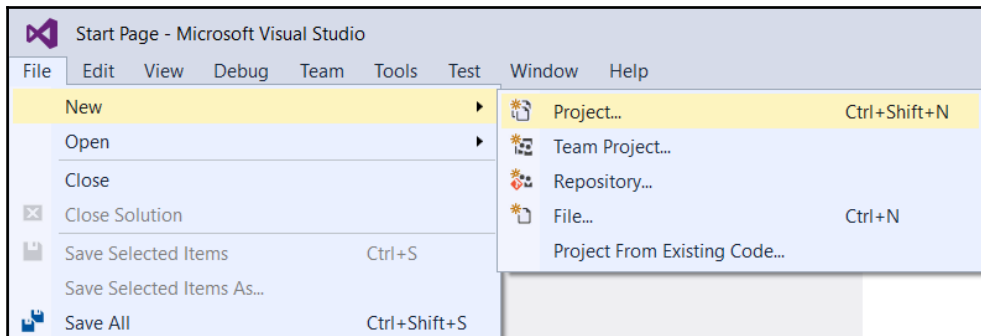 Start Page - Microsoft Visual Studio
File Edit View Debug Team Tools Test Window Help
New
Open
Close
Close Solution
Save Selected Items Ctrl+S
Save Selected Items As...
Save All Ctrl+Shift+S
Project... Ctrl+Shift+N
Team Project...
Repository...
File... Ctrl+N
Project From Existing Code...